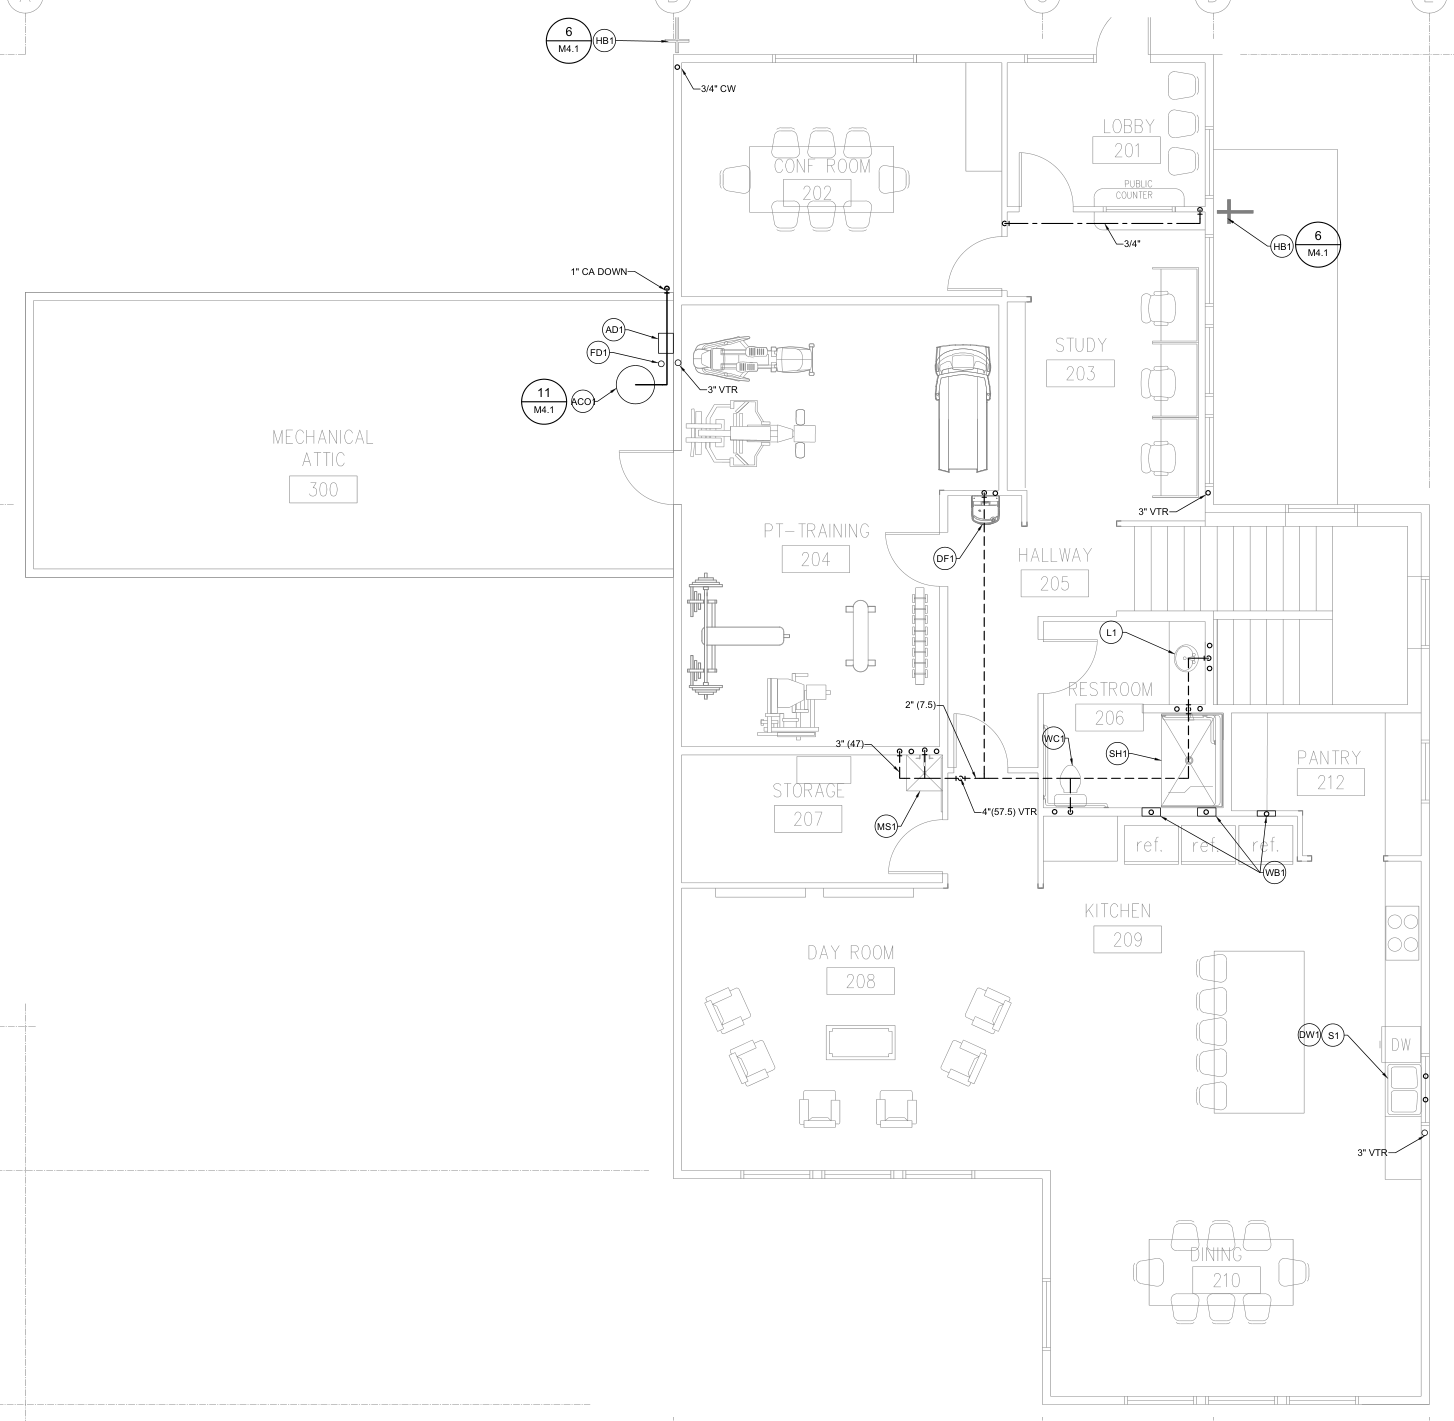 6
M4.1
HB1
3/4" CW
LOBBY
201
PUBLIC
COUNTER
CONF ROOM
202
3/4"
HB1
6
M4.1
1" CA DOWN
AD1
FD1
11
M4.1
ACO1
3" VTR
STUDY
203
MECHANICAL
ATTIC
300
3" VTR
PT-TRAINING
204
DF1
HALLWAY
205
L1
RESTROOM
206
2" (7.5)
3" (47)
WC1
SH1
PANTRY
212
STORAGE
207
MS1
4"(57.5) VTR
ref.
ref.
ref.
WB1
KITCHEN
209
DAY ROOM
208
DW1
S1
DW
3" VTR
DINING
210